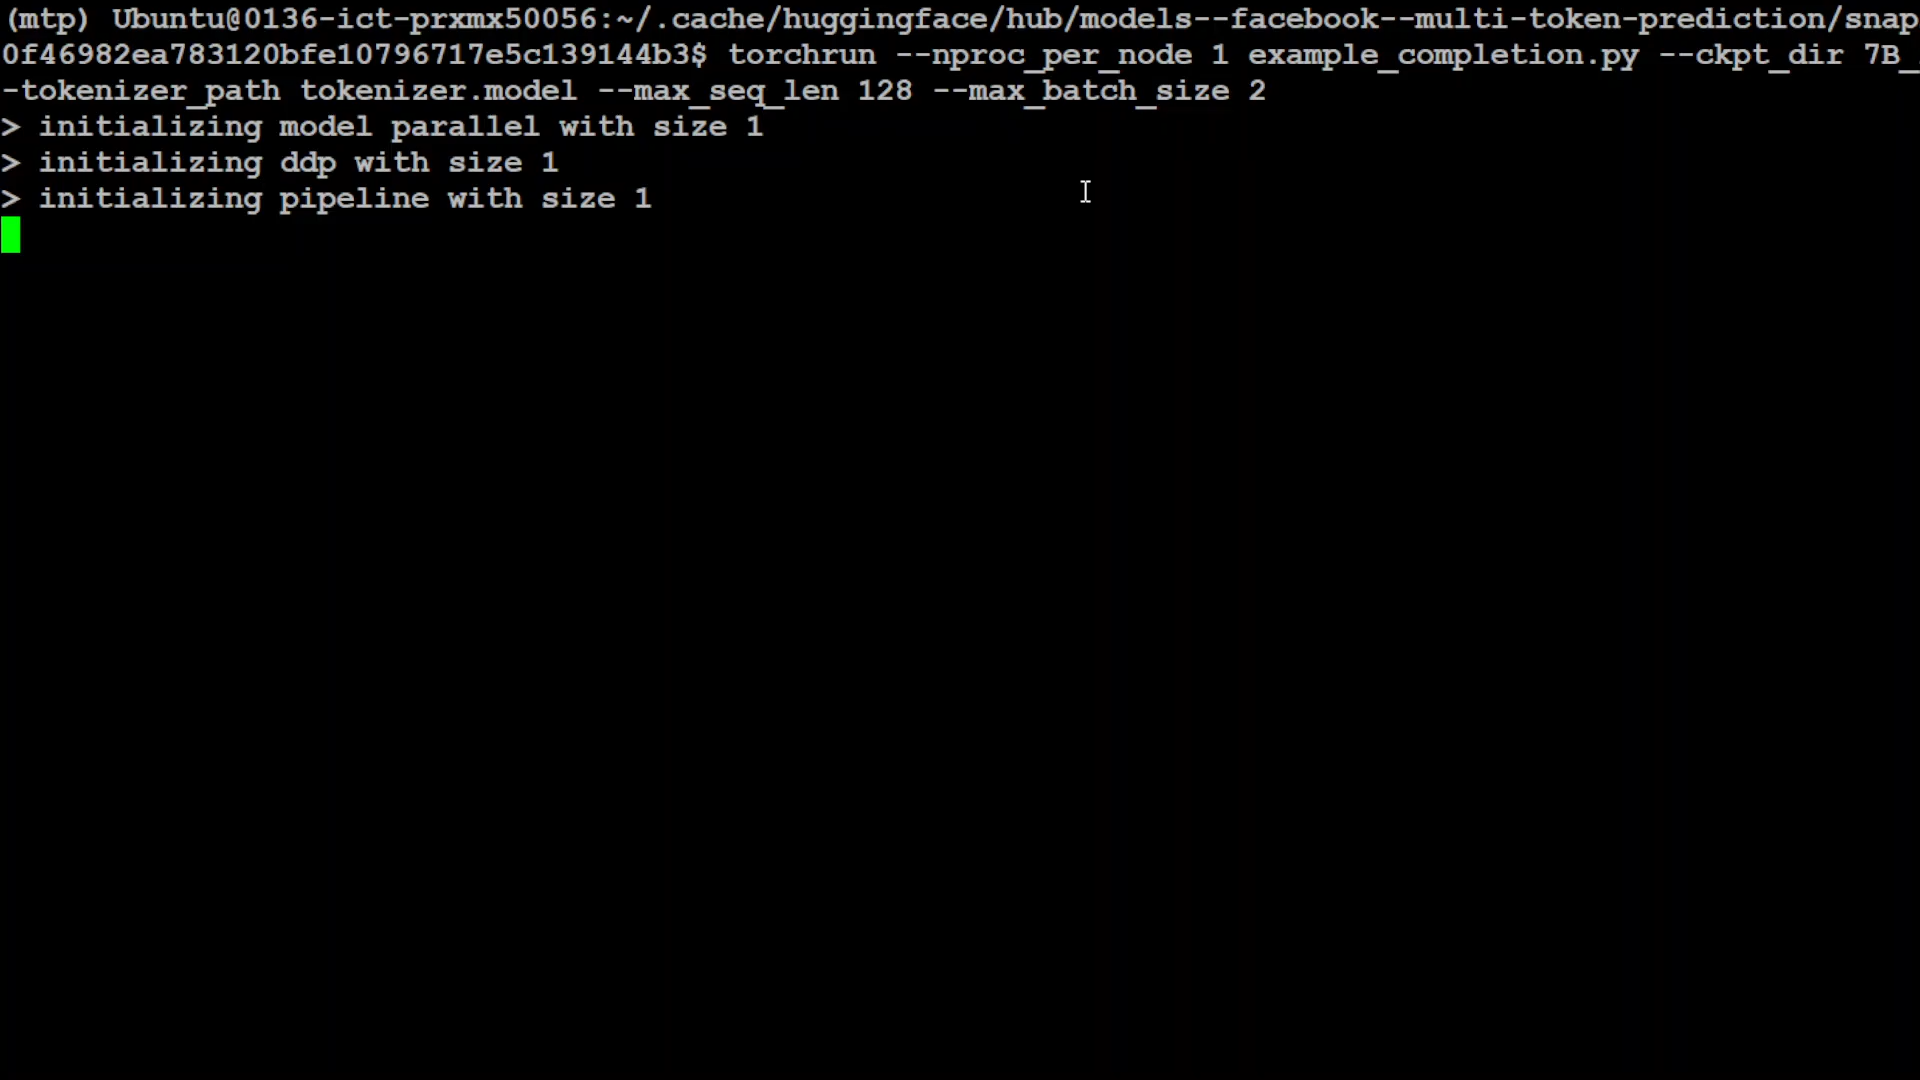 (mtp) Ubuntu@0136-ict-prxmx50056:~/.cache/huggingface/hub/models--facebook--multi-token-prediction/snap
0f46982ea783120bfe10796717e5c139144b3$ torchrun --nproc_per_node 1 example_completion.py --ckpt_dir 7B_
-tokenizer_path tokenizer.model --max_seq_len 128 --max_batch_size 2
> initializing model parallel with size 1
> initializing ddp with size 1
> initializing pipeline with size 1